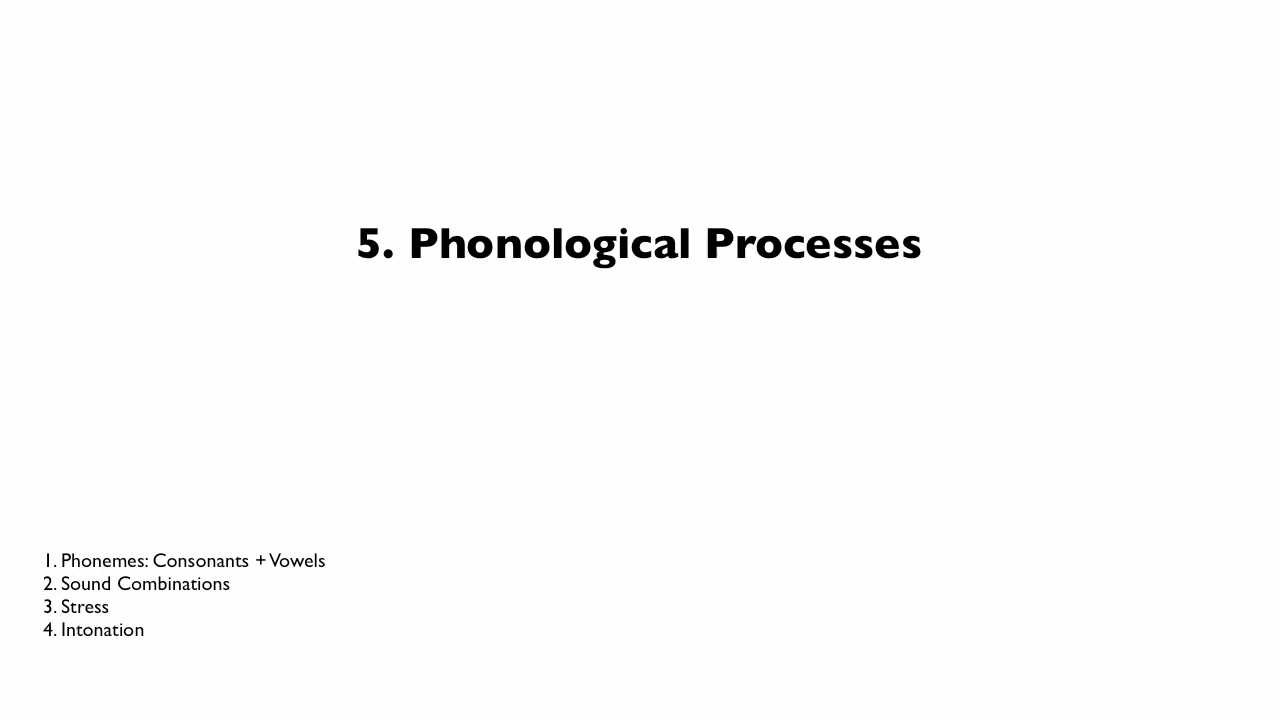 5. Phonological Processes
1. Phonemes: Consonants + Vowels
2. Sound Combinations
3. Stress
4. Intonation